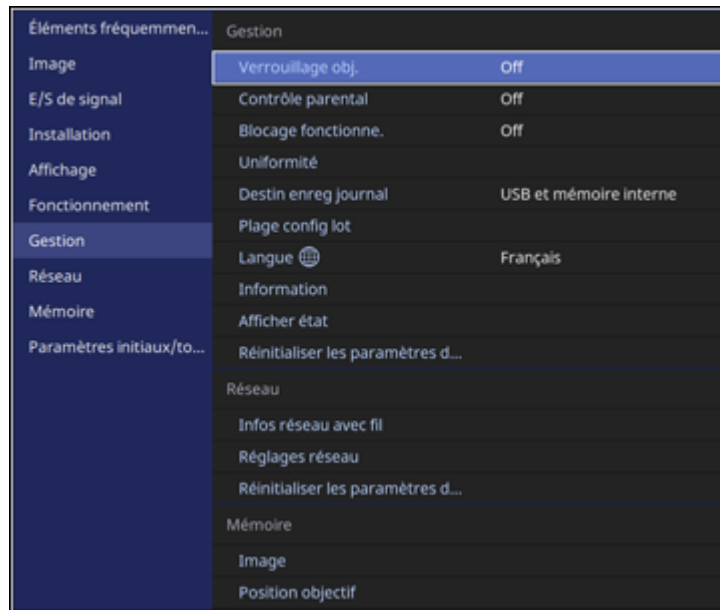 Éléments fréquemmen...
Image
E/S de signal
Installation
Affichage
Fonctionnement
Gestion
Réseau
Mémoire
Paramètres initiaux/to...
Gestion
Verrouillage obj. Off
Contrôle parental Off
Blocage fonctionne. Off
Uniformité
Destin enreg journal USB et mémoire interne
Plage config lot
Langue Français
Information
Afficher état
Réinitialiser les paramètres d...
Réseau
Infos réseau avec fil
Réglages réseau
Réinitialiser les paramètres d...
Mémoire
Image
Position objectif